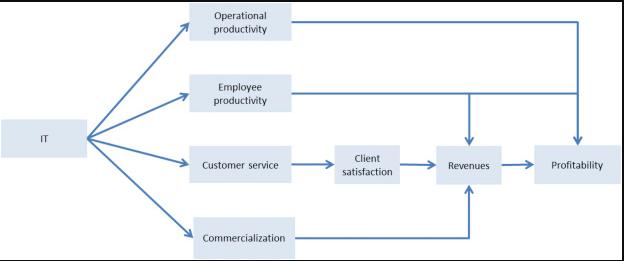 Operational
productivity
Employee
productivity
IT
Customer service
Client
satisfaction
Revenues
Profitability
Commercialization